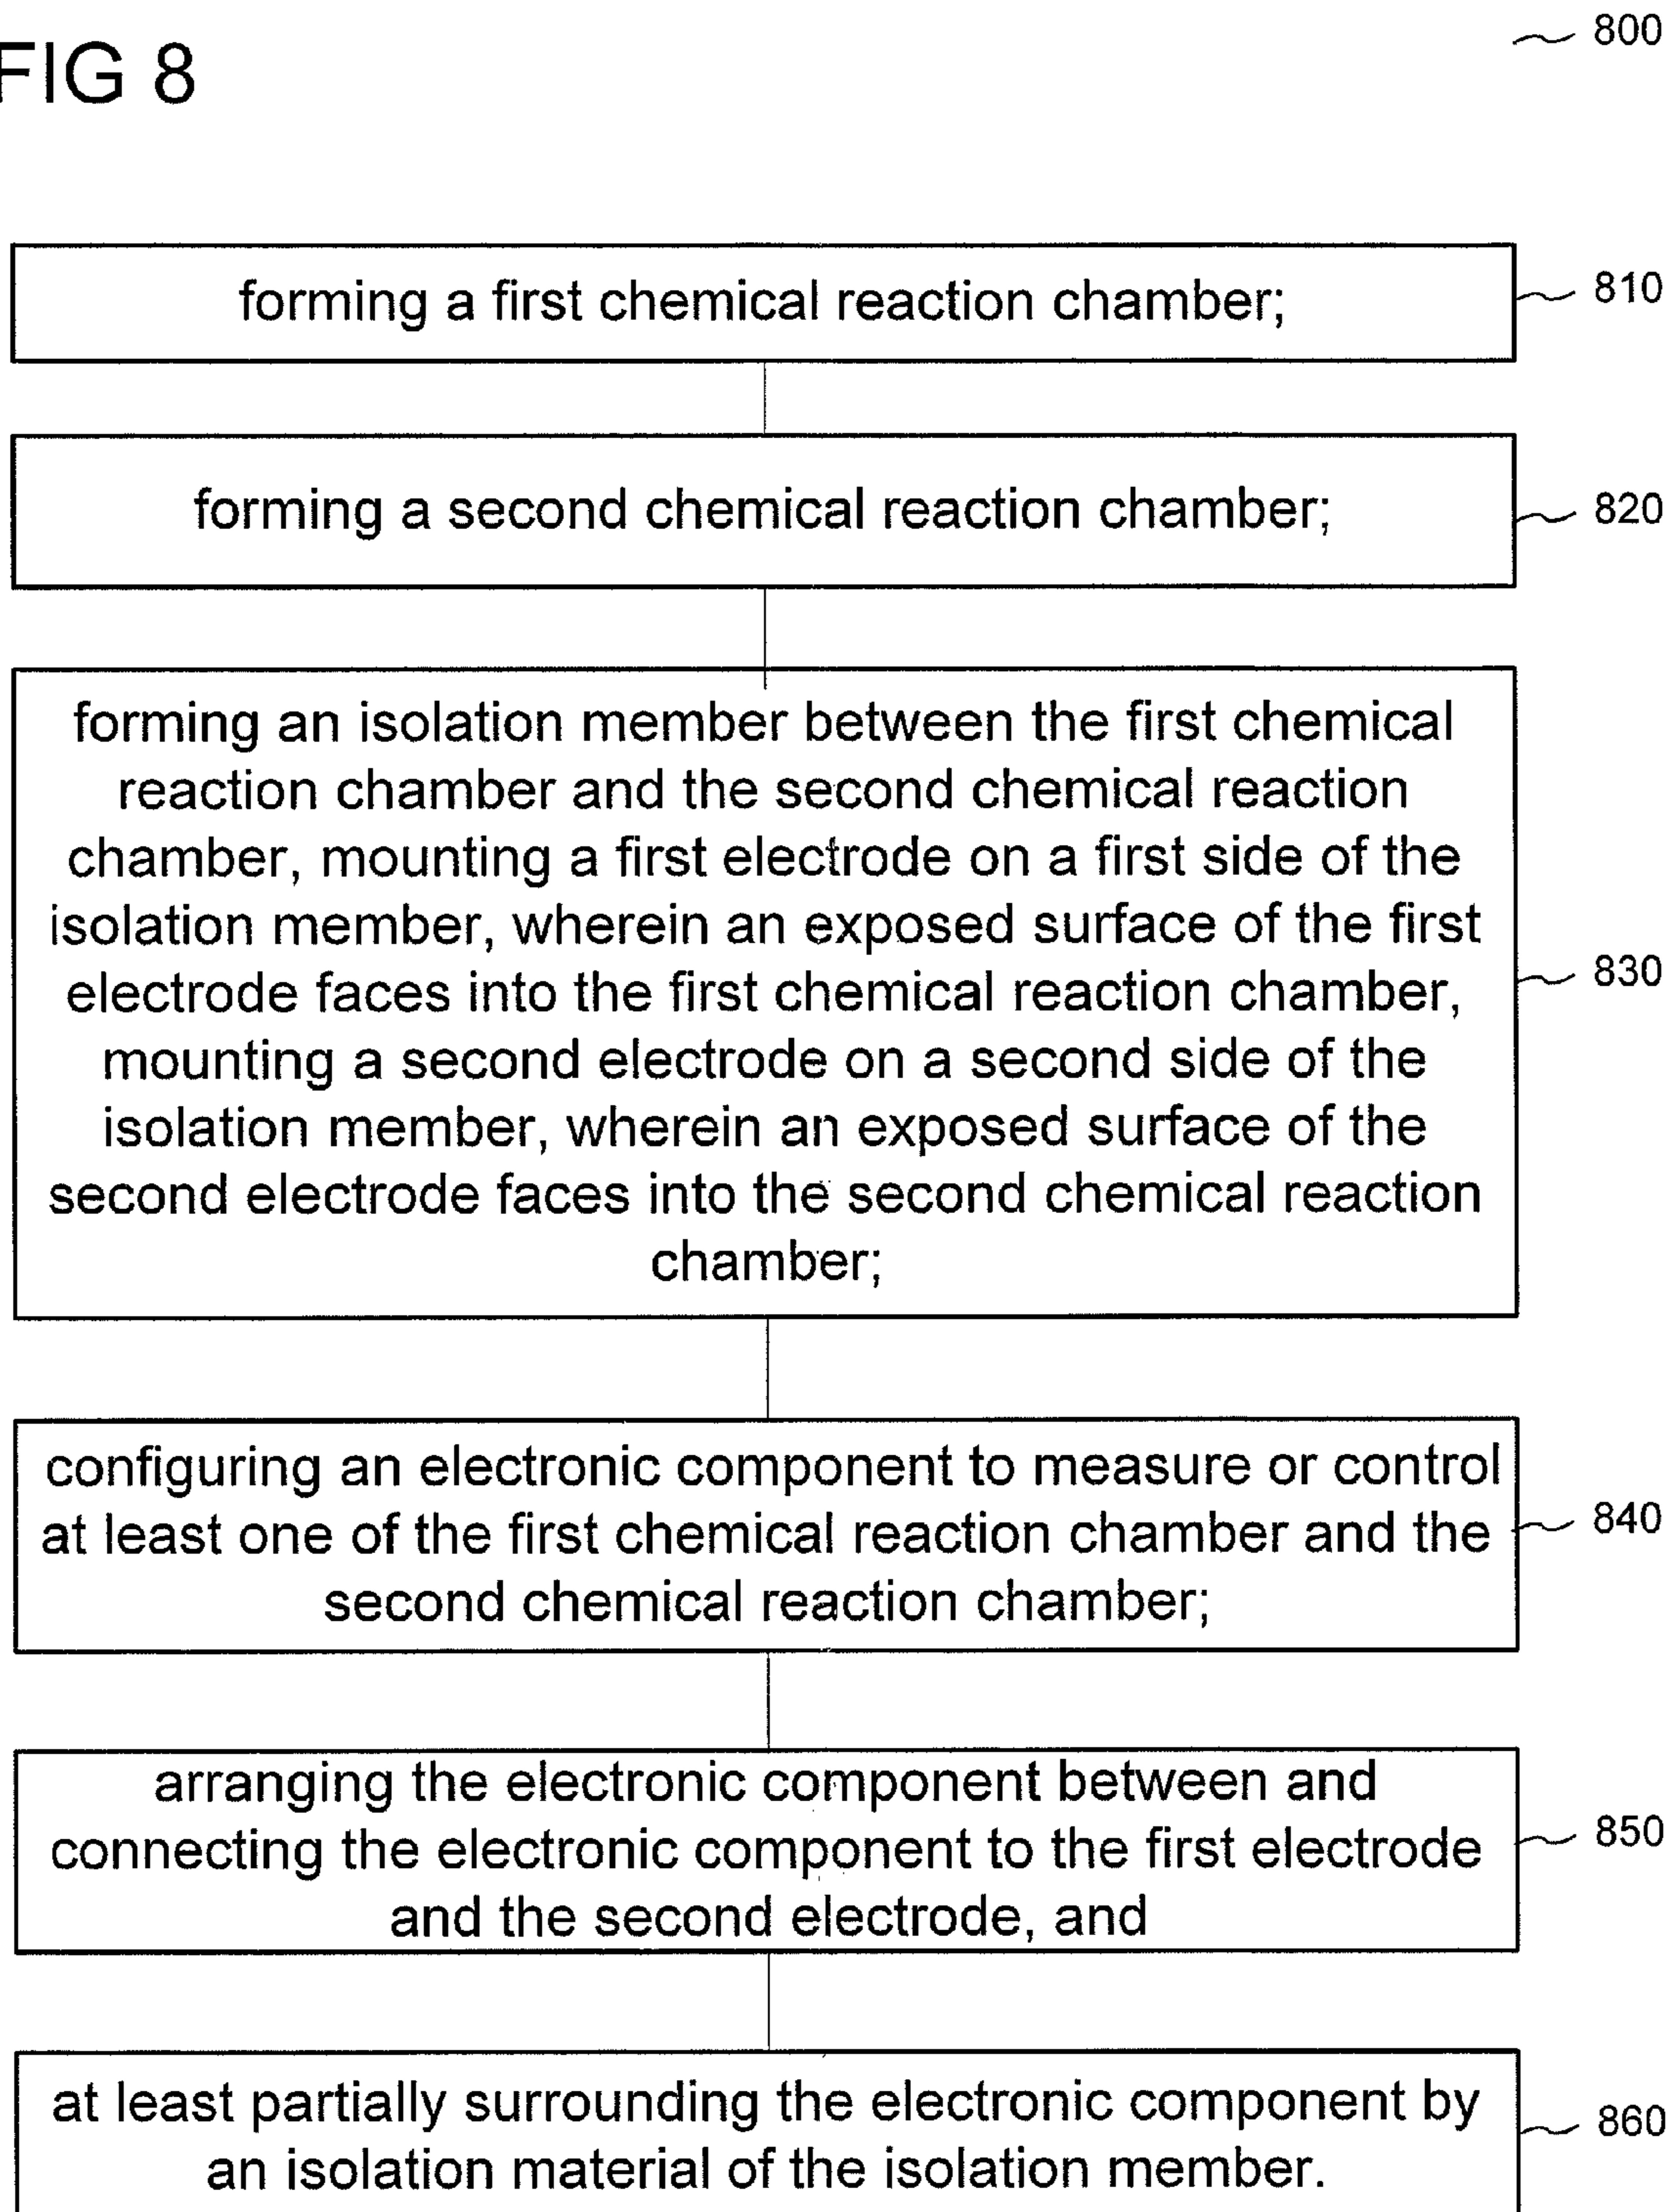 800
FIG 8
forming a first chemical reaction chamber;
810
forming a second chemical reaction chamber;
820
forming an isolation member between the first chemical
reaction chamber and the second chemical reaction
chamber, mounting a first electrode on a first side of the
isolation member, wherein an exposed surface of the first
electrode faces into the first chemical reaction chamber,
mounting a second electrode on a second side of the
isolation member, wherein an exposed surface of the
second electrode faces into the second chemical reaction
chamber;
830
configuring an electronic component to measure or control
at least one of the first chemical reaction chamber and the
second chemical reaction chamber;
840
arranging the electronic component between and
connecting the electronic component to the first electrode
and the second electrode, and
850
at least partially surrounding the electronic component by
an isolation material of the isolation member.
860